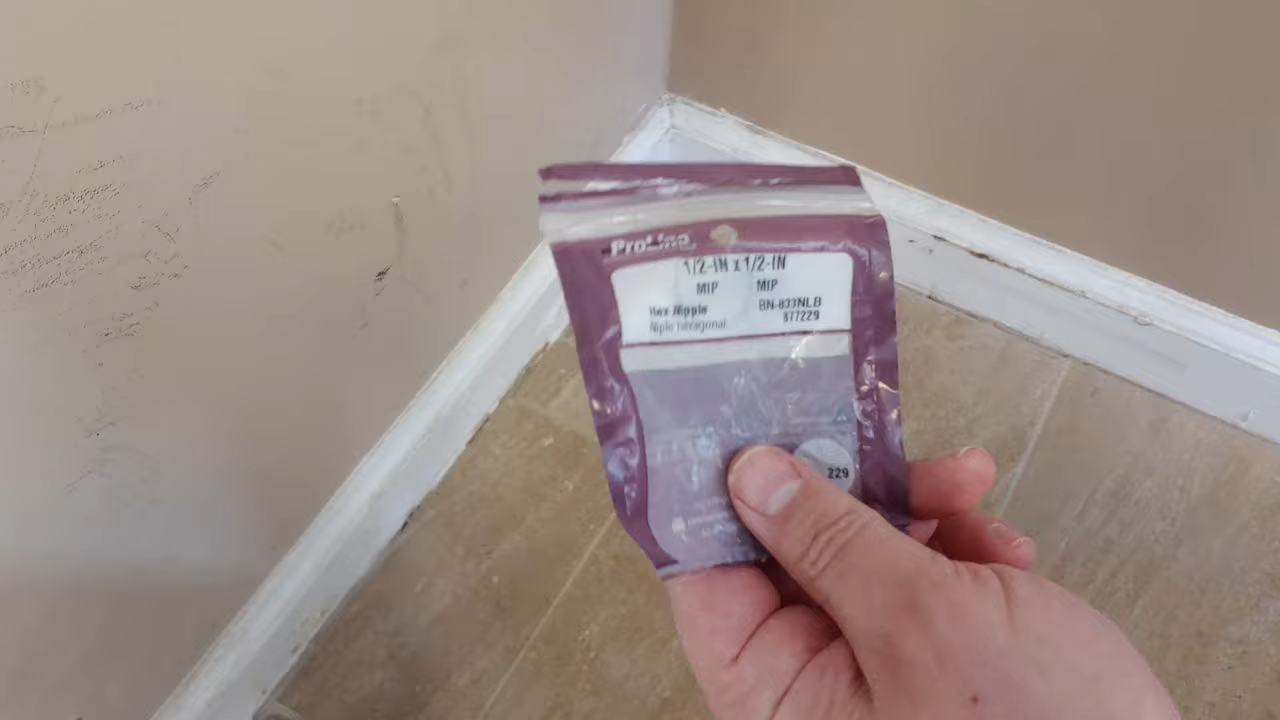 ProLine
1/2-IN x 1/2-IN
MIP MIP
Hex Nipple BN-833NLB
Niple hexagonal 877229
229